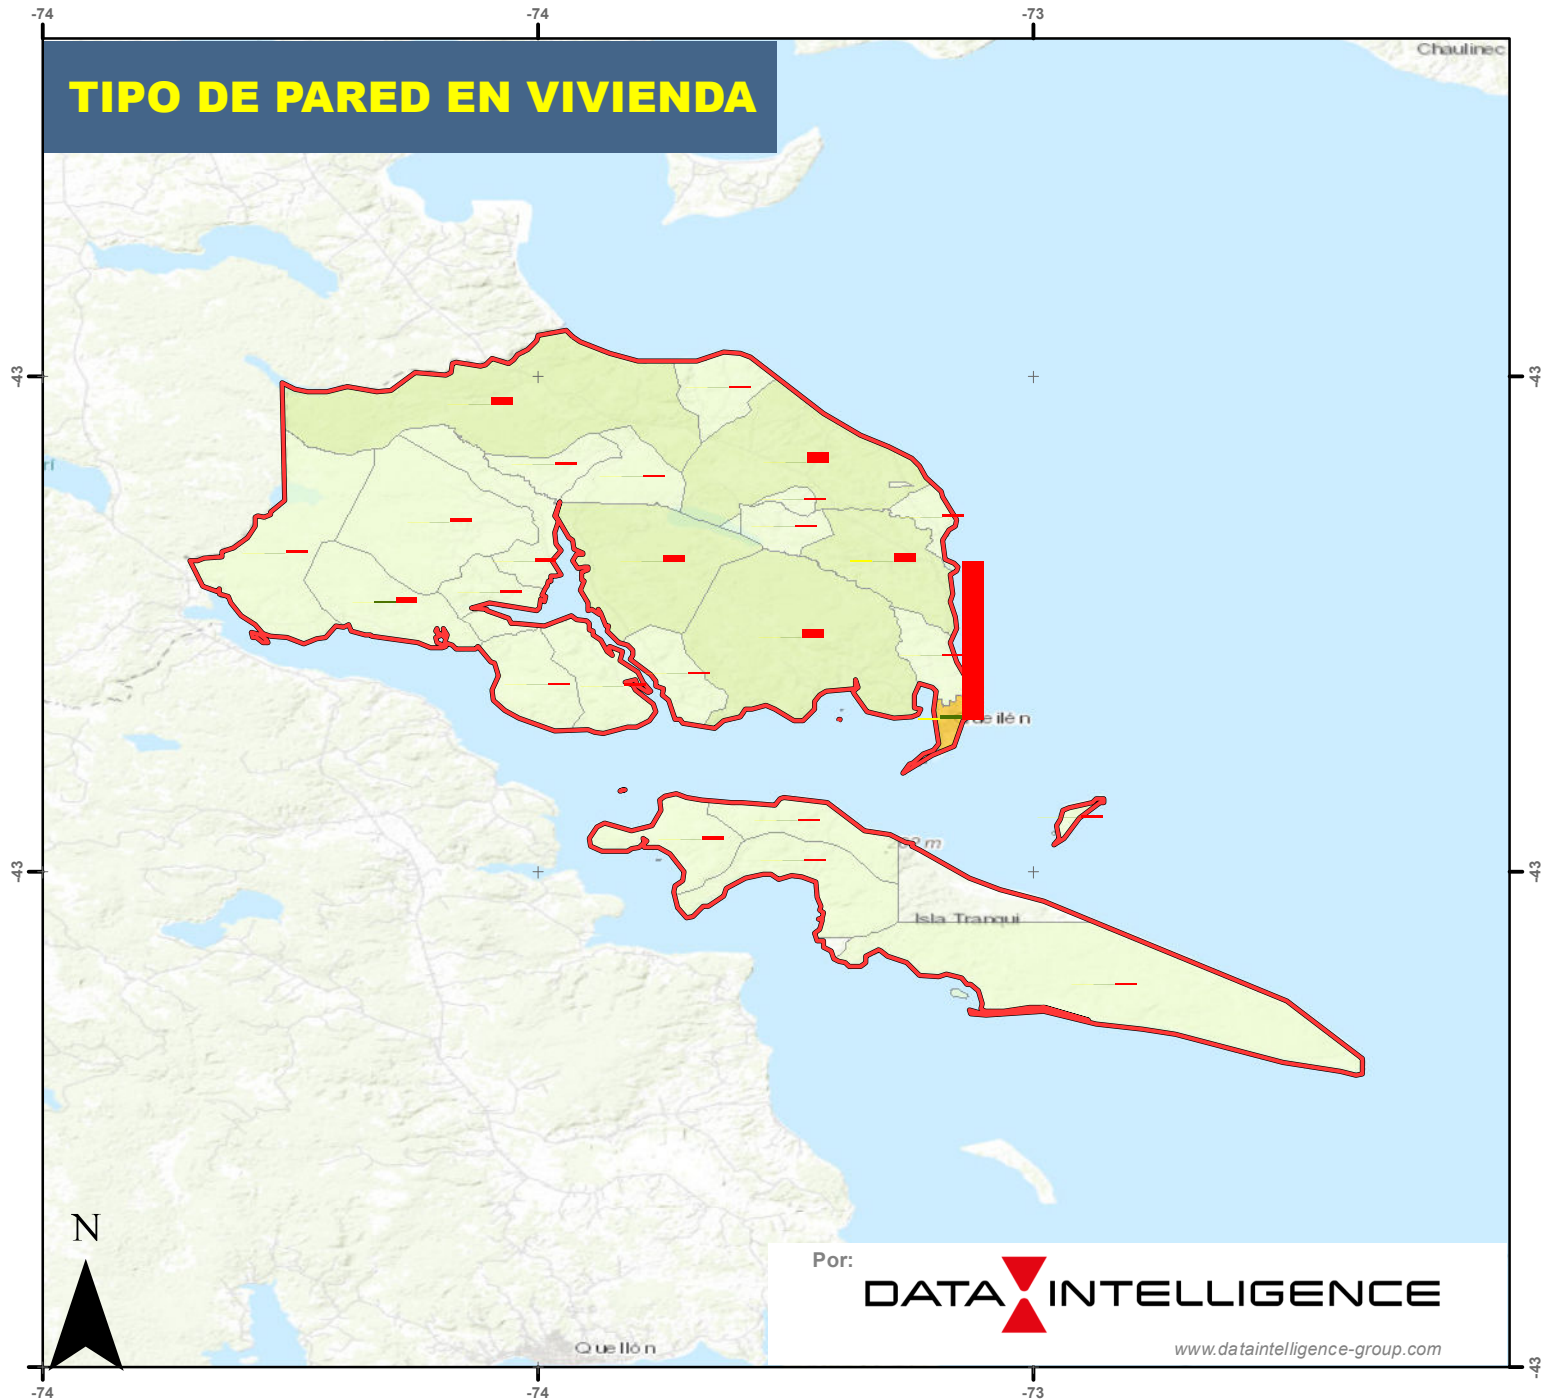 -74 -74 -73
Chaulinec
TIPO DE PARED EN VIVIENDA
-43 -43
-43 -43
Isla Tranqui
N
Por:
DATA INTELLIGENCE
www.dataintelligence-group.com
Quellón
-43
-74 -74 -73